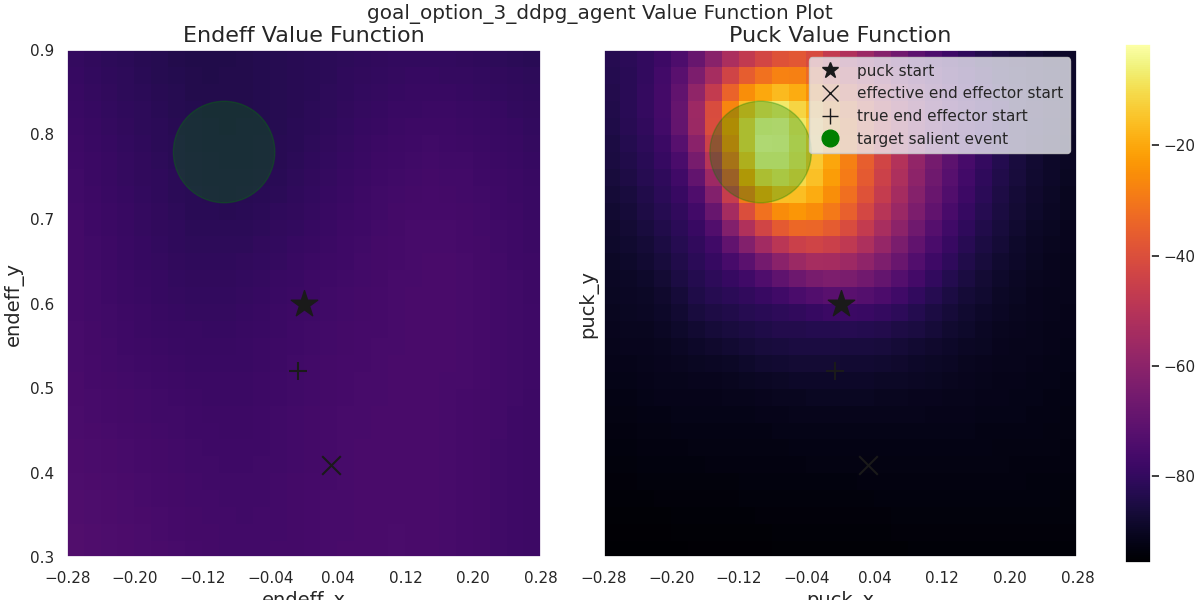 goal_option_3_ddpg_agent Value Function Plot
Endeff Value Function
Puck Value Function
0.9
0.8
0.7
0.6
0.5
0.4
0.3
endeff_y
−0.28 −0.20 −0.12 −0.04 0.04 0.12 0.20 0.28
endeff_x
puck start
effective end effector start
true end effector start
target salient event
puck_y
−0.28 −0.20 −0.12 −0.04 0.04 0.12 0.20 0.28
puck_x
−20
−40
−60
−80